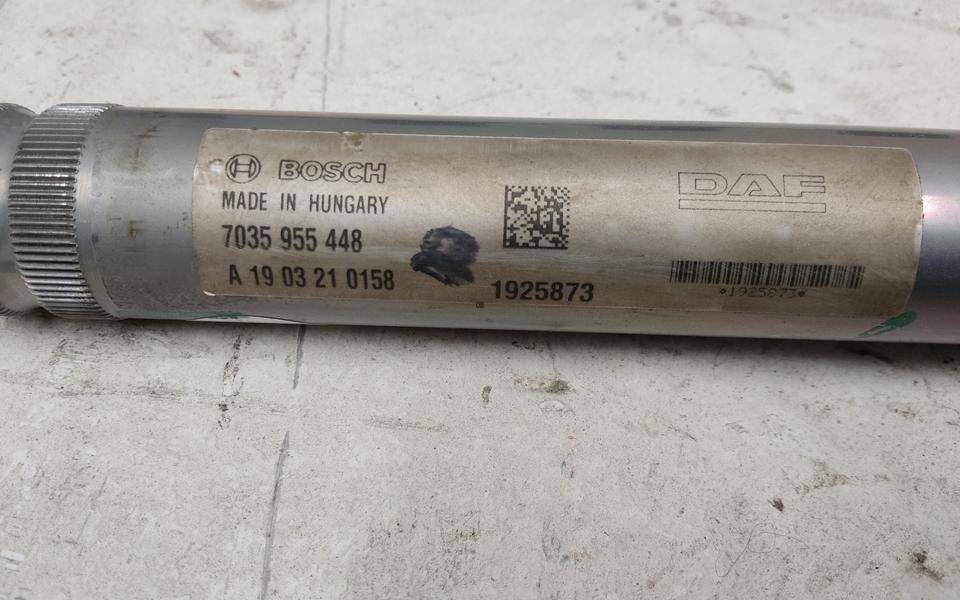 BOSCH
MADE IN HUNGARY
7035 955 448
A 19 03 21 0158
1925873
DAF
*1925873*